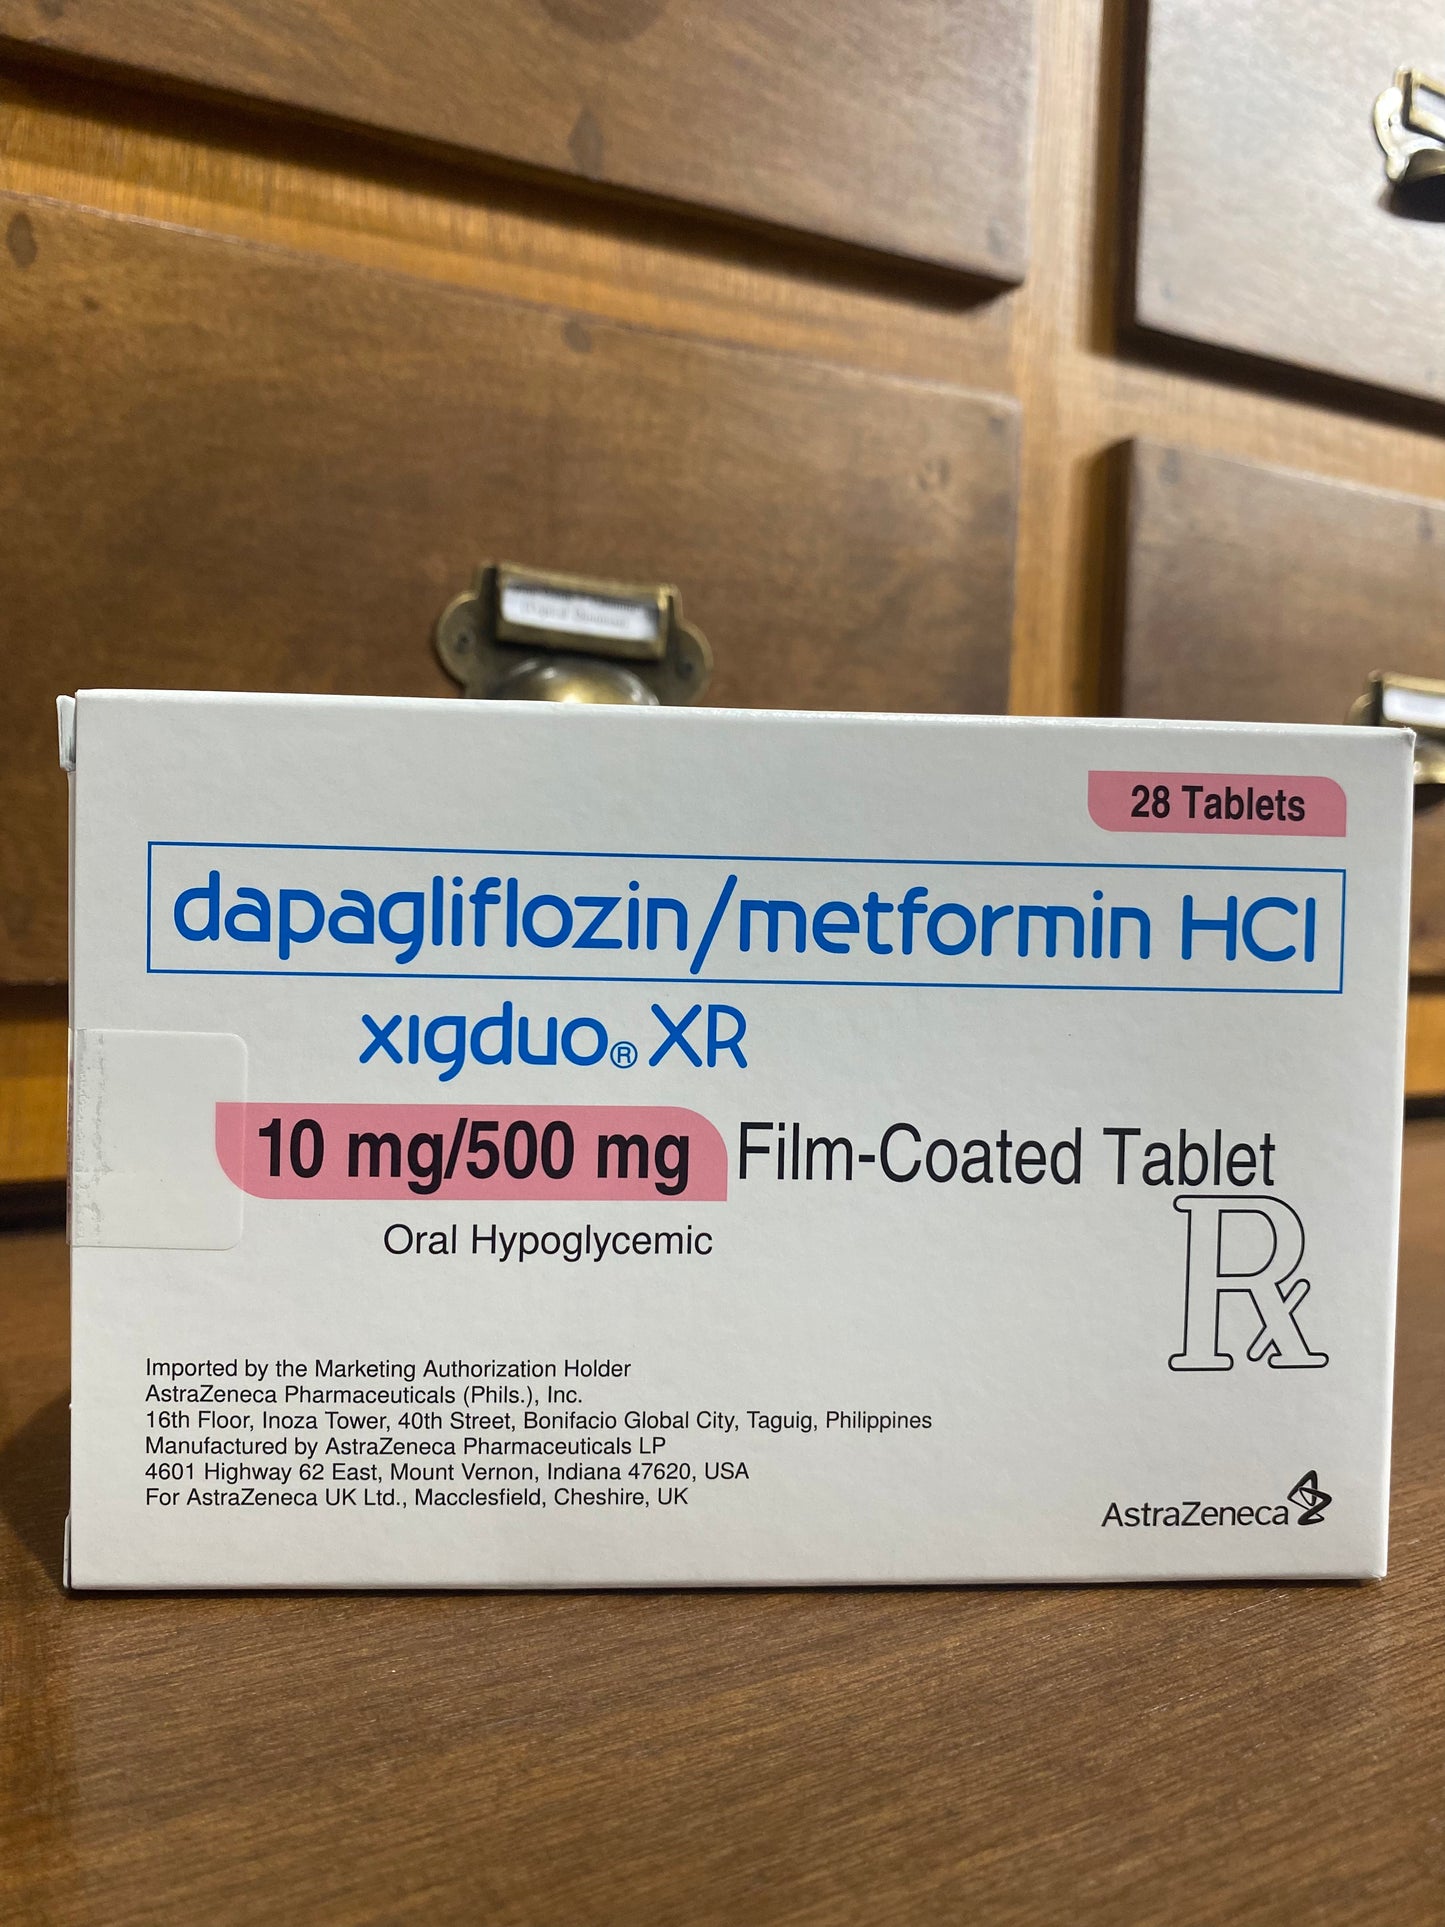 28 Tablets
dapagliflozin/metformin HCl
xigduo® XR
10 mg/500 mg Film-Coated Tablet
Rx
Oral Hypoglycemic
Imported by the Marketing Authorization Holder
AstraZeneca Pharmaceuticals (Phils.), Inc.
16th Floor, Inoza Tower, 40th Street, Bonifacio Global City, Taguig, Philippines
Manufactured by AstraZeneca Pharmaceuticals LP
4601 Highway 62 East, Mount Vernon, Indiana 47620, USA
For AstraZeneca UK Ltd., Macclesfield, Cheshire, UK
AstraZeneca